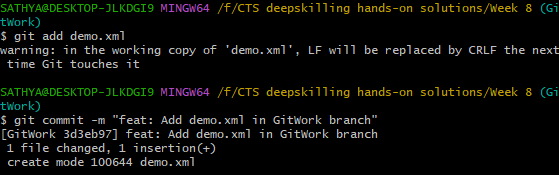 SATHYA@DESKTOP-JLKDGI9 MINGW64 /f/CTS deepskilling hands-on solutions/Week 8 (Gi
tWork)
$ git add demo.xml
warning: in the working copy of 'demo.xml', LF will be replaced by CRLF the next
 time Git touches it
SATHYA@DESKTOP-JLKDGI9 MINGW64 /f/CTS deepskilling hands-on solutions/Week 8 (Gi
tWork)
$ git commit -m "feat: Add demo.xml in GitWork branch"
[GitWork 3d3eb97] feat: Add demo.xml in GitWork branch
 1 file changed, 1 insertion(+)
 create mode 100644 demo.xml